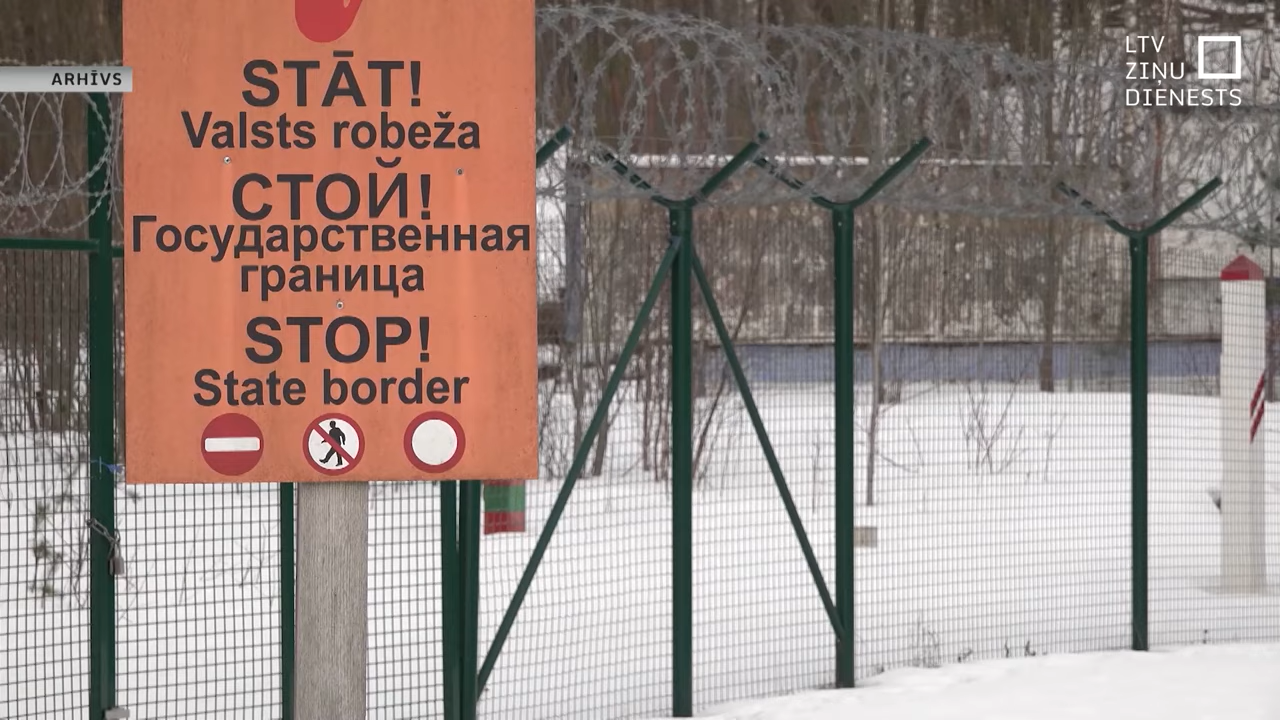 ARHĪVS
STĀT!
Valsts robeža
СТОЙ!
Государственная
граница
STOP!
State border
LTV
ZIŅU
DIENESTS